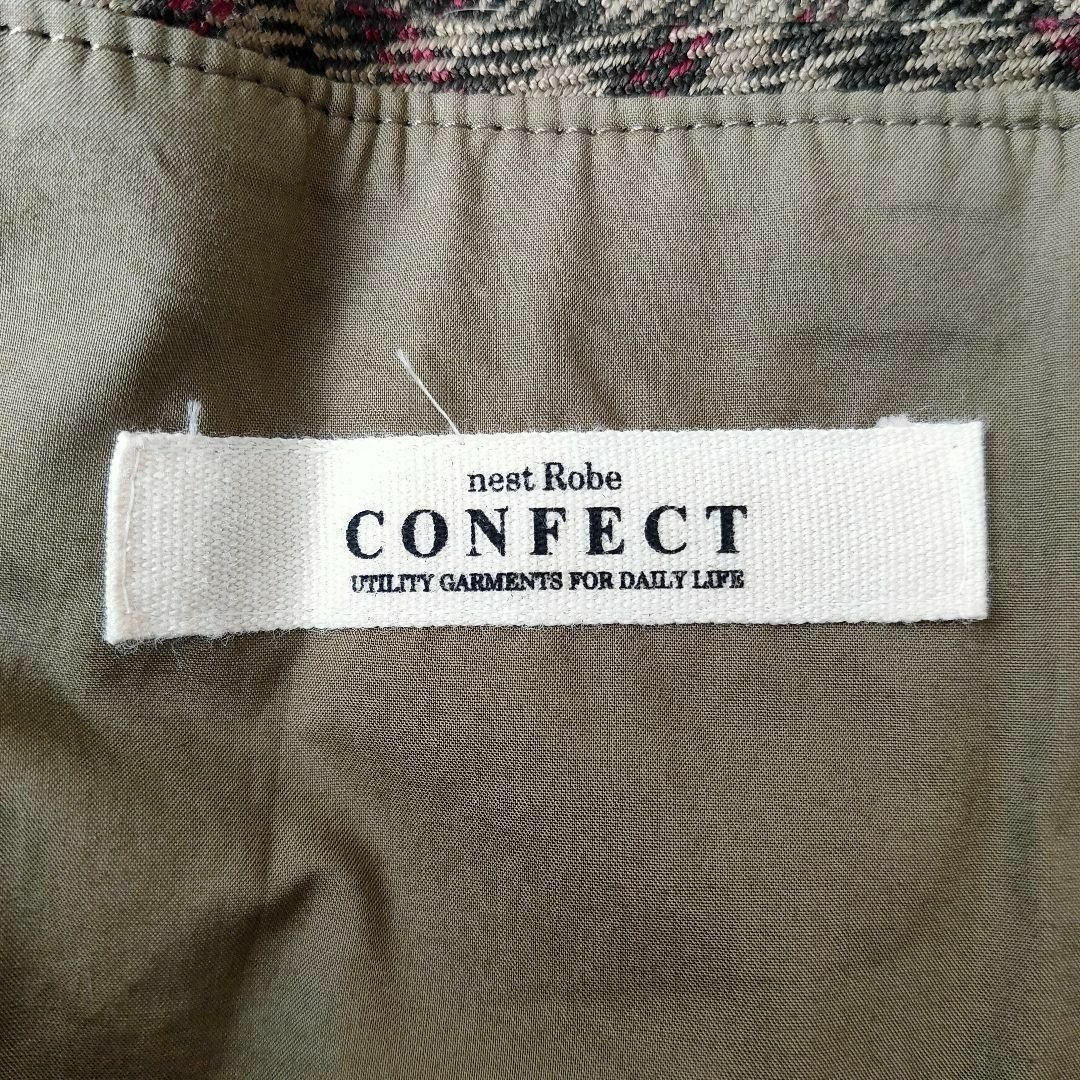 nest Robe
CONFECT
UTILITY GARMENTS FOR DAILY LIFE